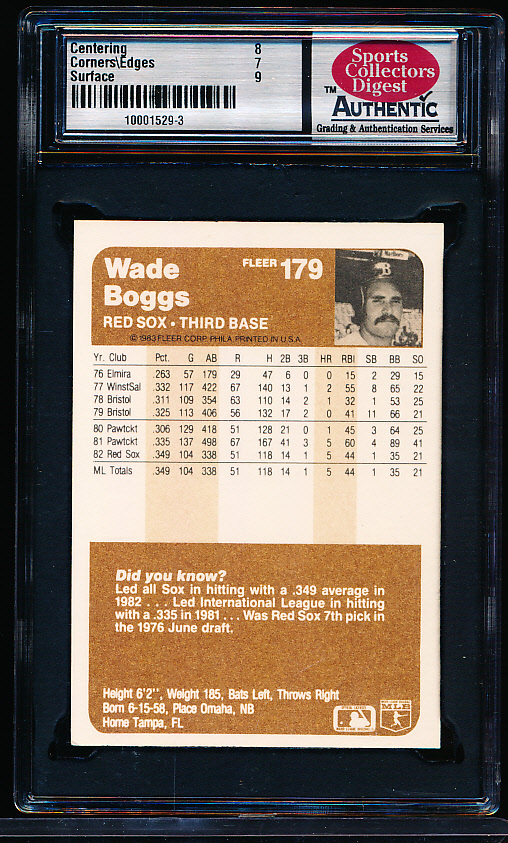 Centering 8
Corners\Edges 7
Surface 9
10001529-3
Sports
Collectors
Digest
TM AUTHENTIC
Grading & Authentication Services
Wade
Boggs
FLEER 179
RED SOX • THIRD BASE
© 1983 FLEER CORP. PHILA. PRINTED IN U.S.A.
Yr. Club Pct. G AB R H 2B 3B HR RBI SB BB SO
76 Elmira .263 57 179 29 47 6 0 0 15 2 29 15
77 WinstSal .332 117 422 67 140 13 1 2 55 8 65 22
78 Bristol .311 109 354 63 110 14 2 1 32 1 53 25
79 Bristol .325 113 406 56 132 17 2 0 41 11 66 21
80 Pawtckt .306 129 418 51 128 21 0 1 45 3 64 25
81 Pawtckt .335 137 498 67 167 41 3 5 60 4 89 41
82 Red Sox .349 104 338 51 118 14 1 5 44 1 35 21
ML Totals .349 104 338 51 118 14 1 5 44 1 35 21
Did you know?
Led all Sox in hitting with a .349 average in
1982 . . . Led International League in hitting
with a .335 in 1981 . . . Was Red Sox 7th pick in
the 1976 June draft.
Height 6'2", Weight 185, Bats Left, Throws Right
Born 6-15-58, Place Omaha, NB
Home Tampa, FL